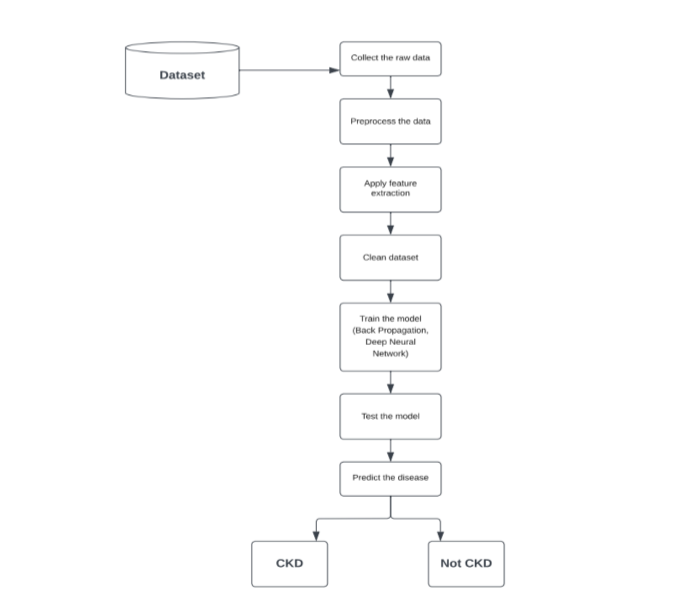 Dataset
Collect the raw data
Preprocess the data
Apply feature
extraction
Clean dataset
Train the model
(Back Propagation,
Deep Neural
Network)
Test the model
Predict the disease
CKD
Not CKD